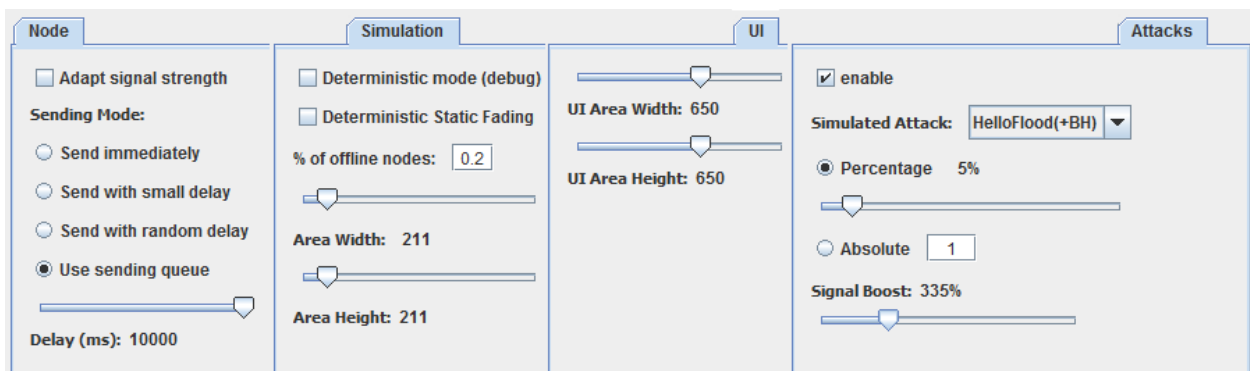 Node
Adapt signal strength
Sending Mode:
Send immediately
Send with small delay
Send with random delay
Use sending queue
Delay (ms): 10000
Simulation
Deterministic mode (debug)
Deterministic Static Fading
% of offline nodes: 0.2
Area Width: 211
Area Height: 211
UI
UI Area Width: 650
UI Area Height: 650
Attacks
enable
Simulated Attack: HelloFlood(+BH)
Percentage 5%
Absolute 1
Signal Boost: 335%